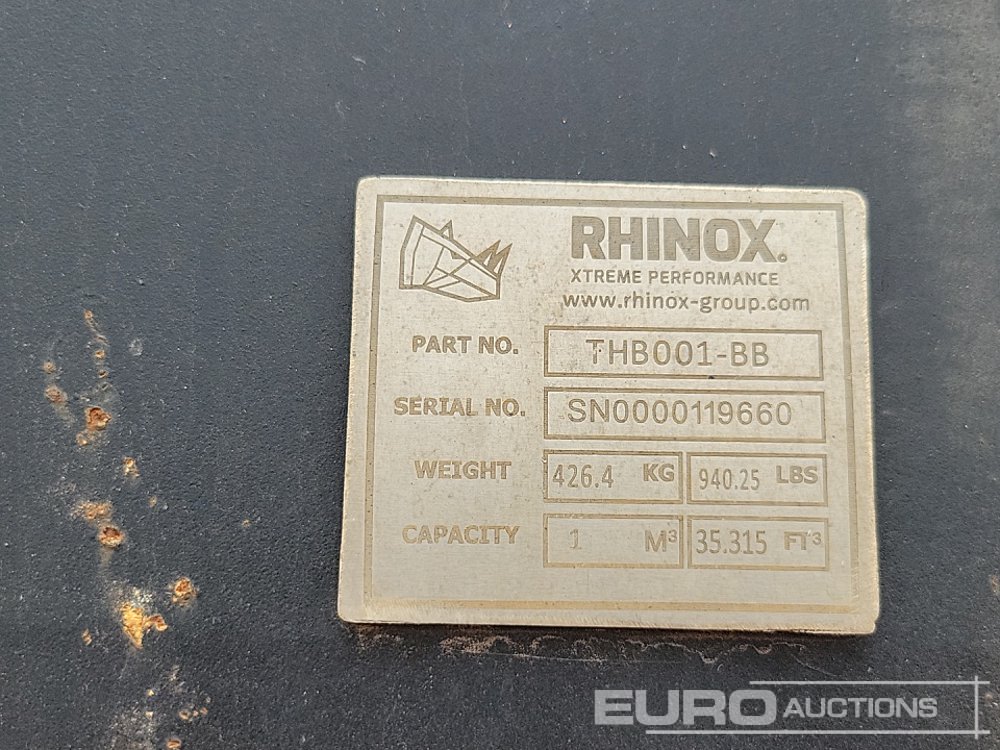 RHINOX.
XTREME PERFORMANCE
www.rhinox-group.com
PART NO. THB001-BB
SERIAL NO. SN0000119660
WEIGHT 426.4 KG 940.25 LBS
CAPACITY 1 M³ 35.315 FT³
EURO AUCTIONS